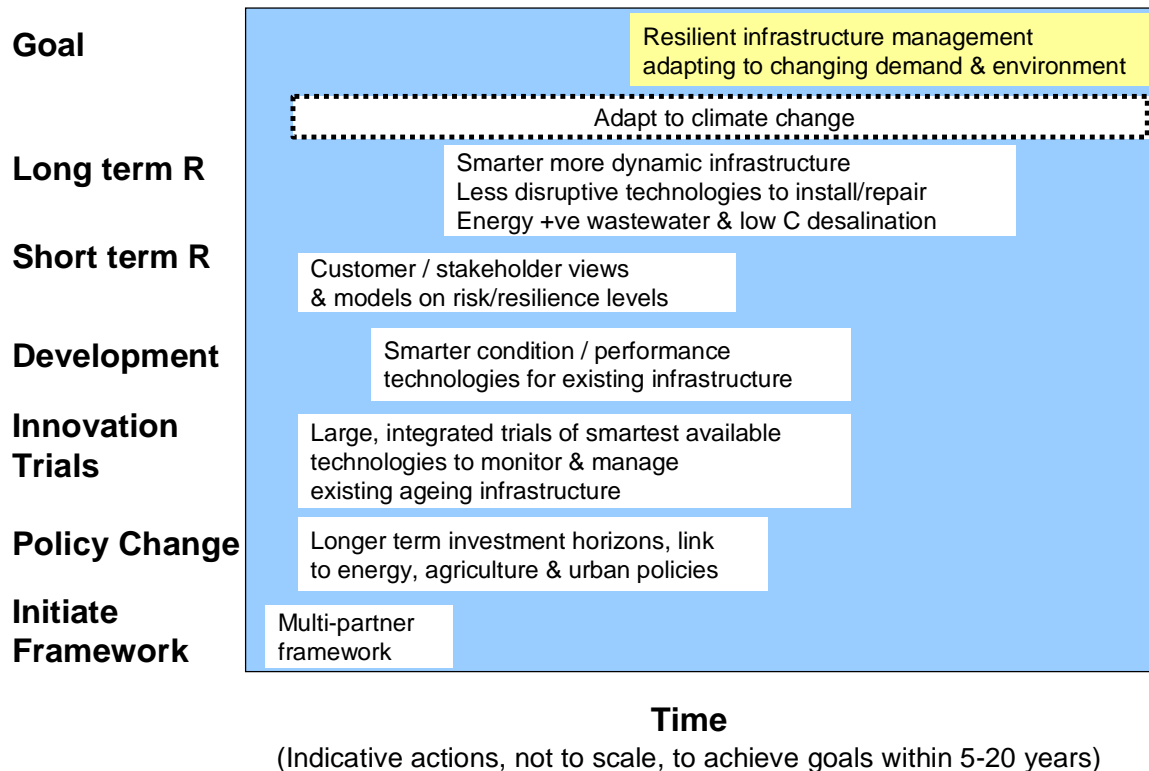 Goal
Resilient infrastructure management
adapting to changing demand & environment
Adapt to climate change
Long term R
Smarter more dynamic infrastructure
Less disruptive technologies to install/repair
Energy +ve wastewater & low C desalination
Short term R
Customer / stakeholder views
& models on risk/resilience levels
Development
Smarter condition / performance
technologies for existing infrastructure
Innovation
Trials
Large, integrated trials of smartest available
technologies to monitor & manage
existing ageing infrastructure
Policy Change
Longer term investment horizons, link
to energy, agriculture & urban policies
Initiate
Framework
Multi-partner
framework
Time
(Indicative actions, not to scale, to achieve goals within 5-20 years)